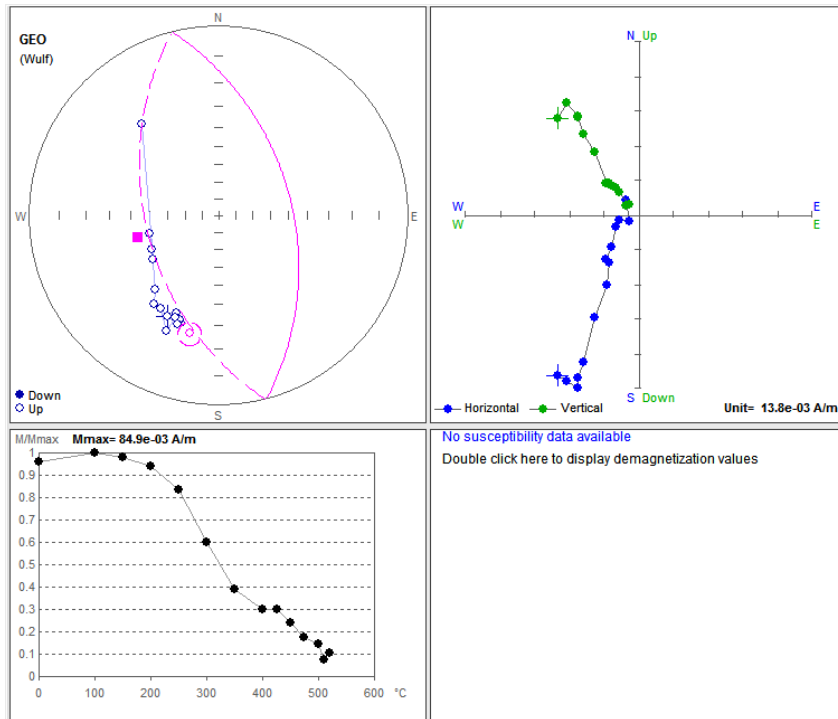 GEO
(Wulf)
N
W
E
S
Down
Up
N Up
W
W
E
E
S Down
Horizontal Vertical Unit= 13.8e-03 A/m
M/Mmax Mmax= 84.9e-03 A/m
1
0.9
0.8
0.7
0.6
0.5
0.4
0.3
0.2
0.1
0
0 100 200 300 400 500 600 °C
No susceptibility data available
Double click here to display demagnetization values